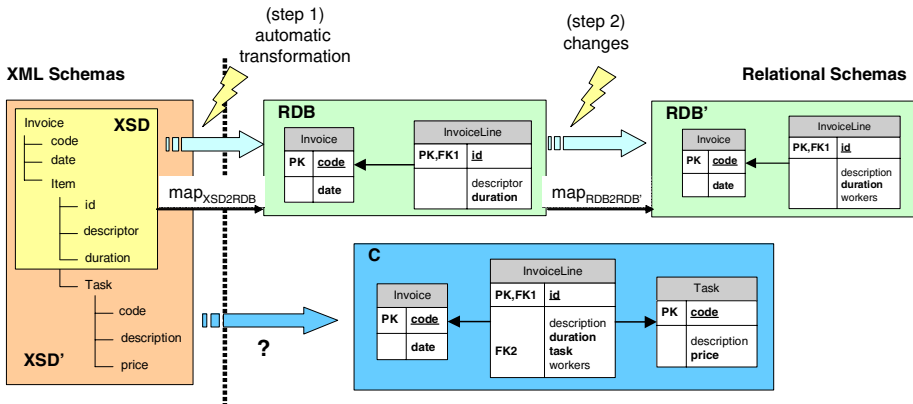 (step 1)
automatic
transformation
(step 2)
changes
XML Schemas
Relational Schemas
XSD
Invoice
code
date
Item
id
descriptor
duration
Task
code
description
price
XSD'
RDB
Invoice
PK code
date
InvoiceLine
PK,FK1 id
descriptor
duration
RDB'
Invoice
PK code
date
InvoiceLine
PK,FK1 id
description
duration
workers
mapXSD2RDB
mapRDB2RDB'
?
C
Invoice
PK code
date
InvoiceLine
PK,FK1 id
description
duration
FK2 task
workers
Task
PK code
description
price